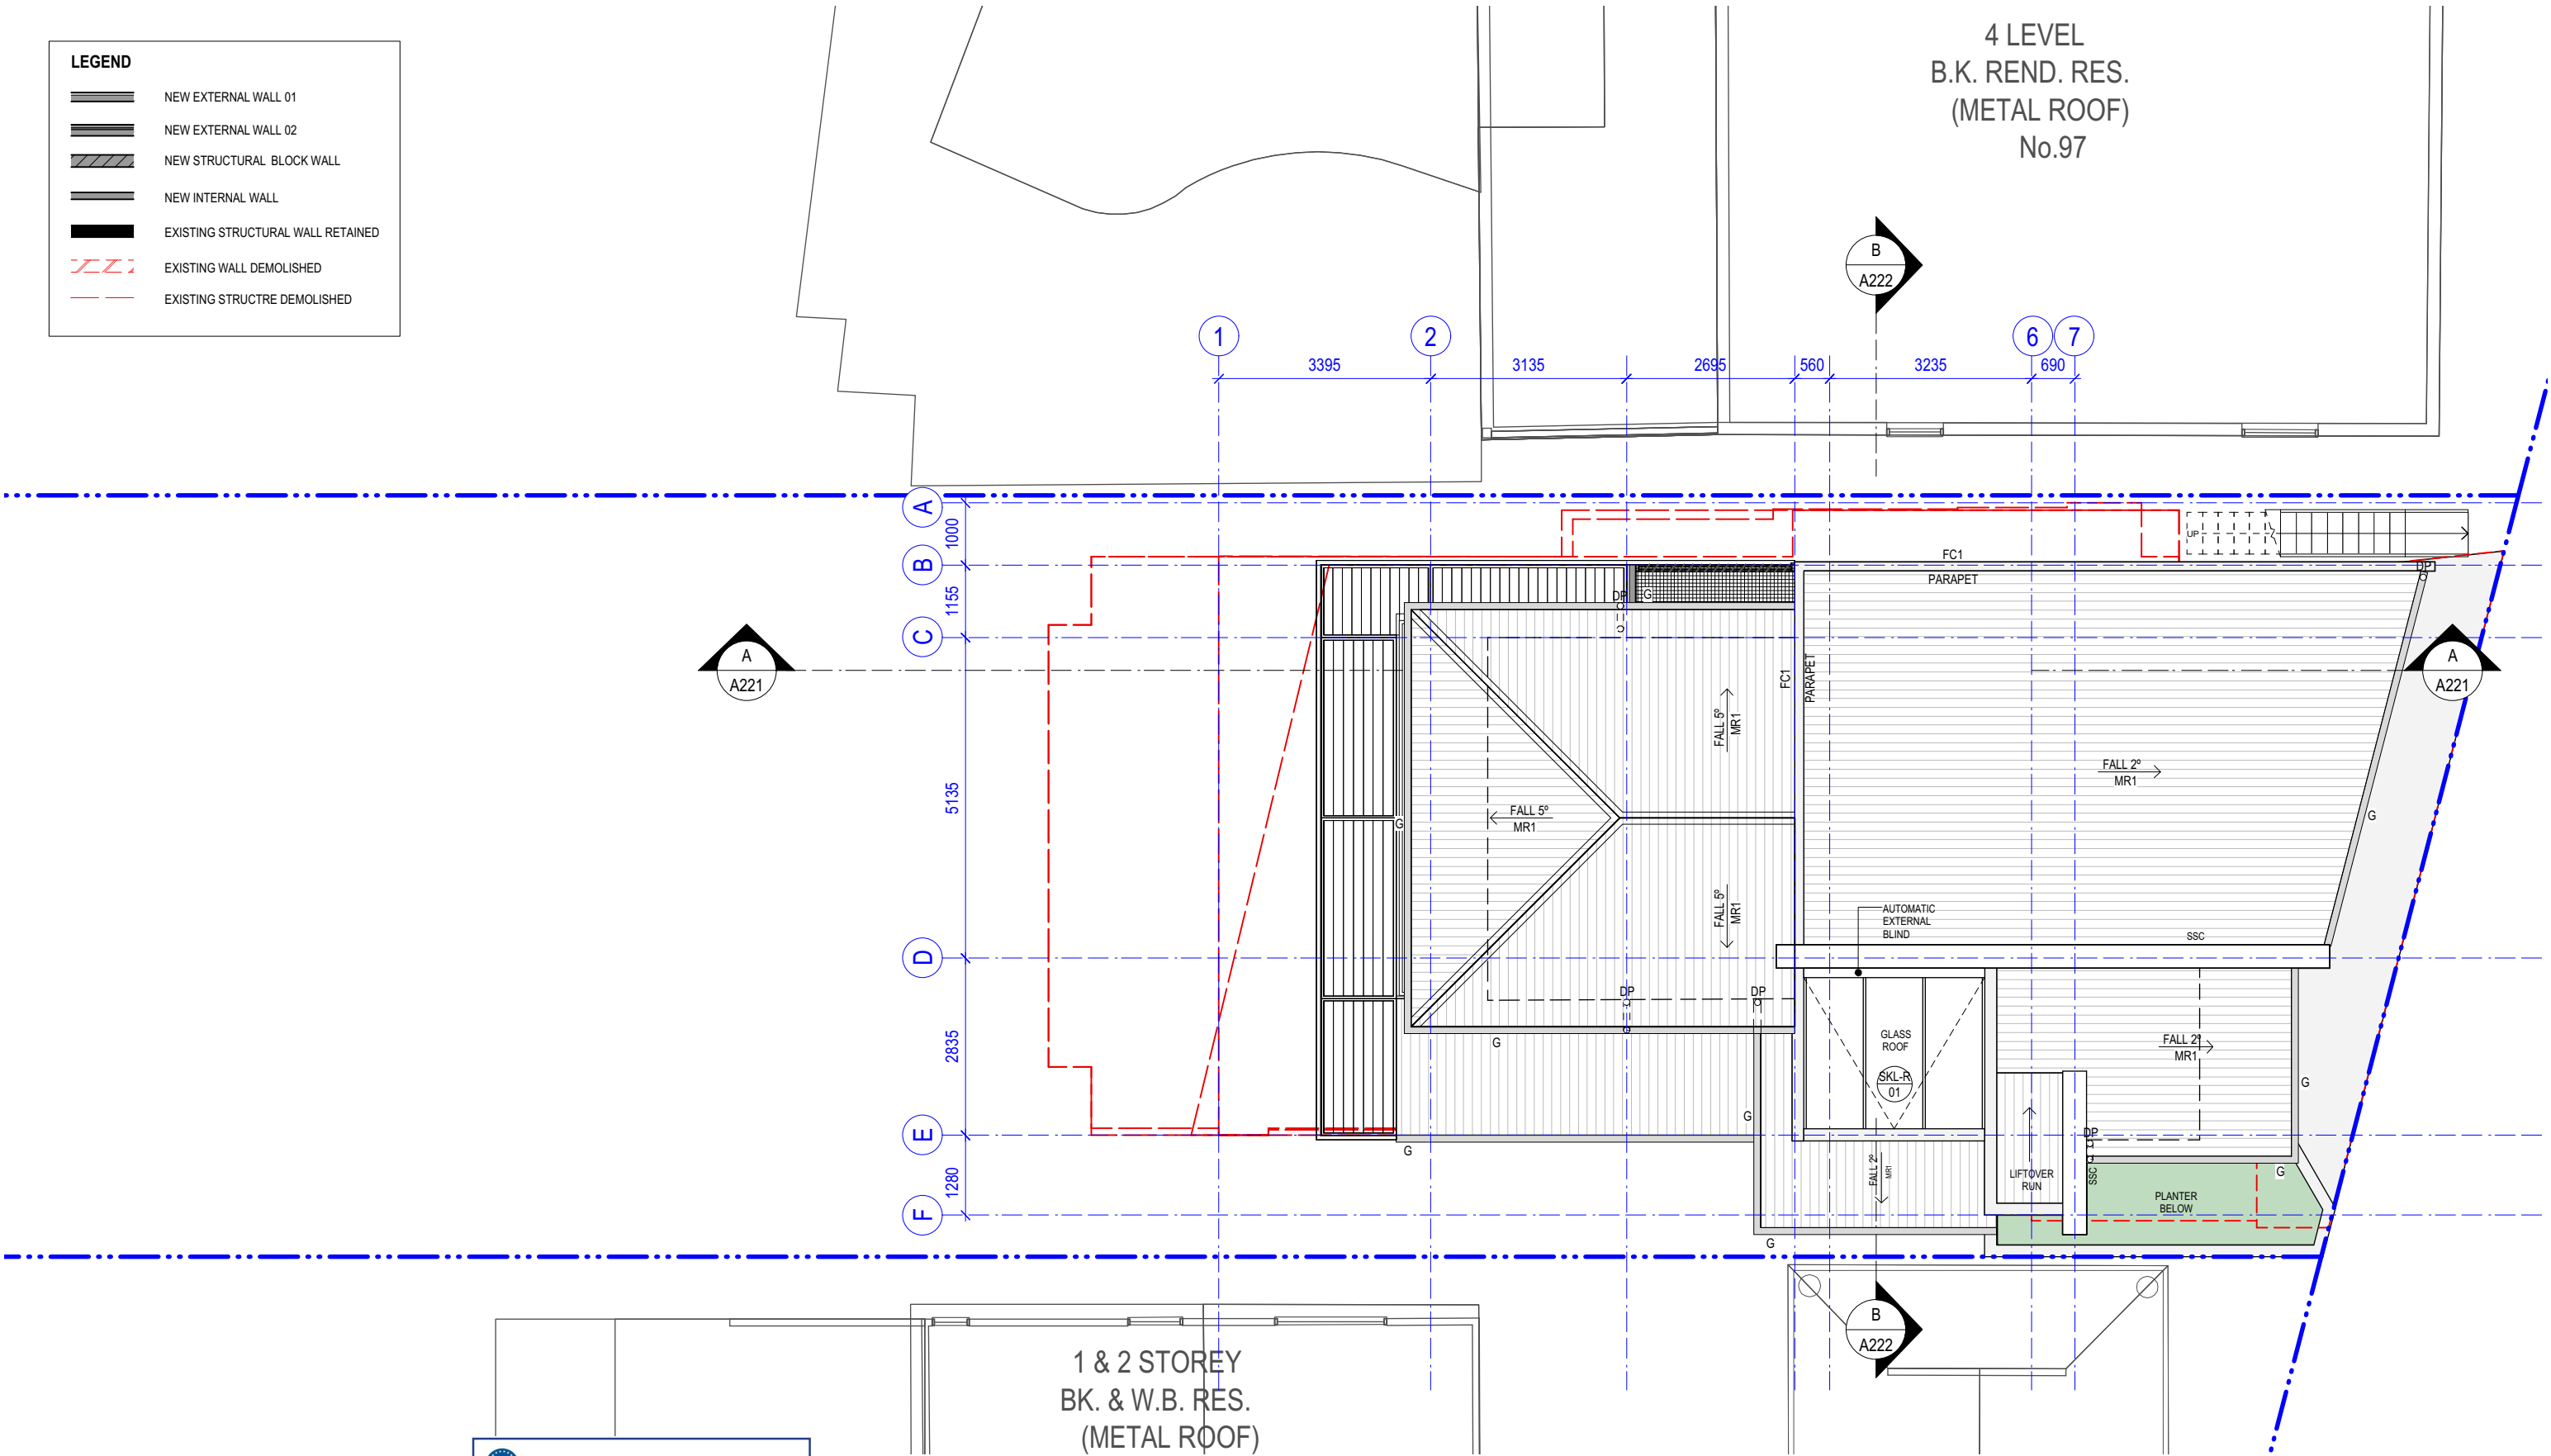 LEGEND
NEW EXTERNAL WALL 01
NEW EXTERNAL WALL 02
NEW STRUCTURAL BLOCK WALL
NEW INTERNAL WALL
EXISTING STRUCTURAL WALL RETAINED
EXISTING WALL DEMOLISHED
EXISTING STRUCTRE DEMOLISHED
4 LEVEL
B.K. REND. RES.
(METAL ROOF)
No.97
B
A222
1
2
6
7
3395
3135
2695
560
3235
690
A
1000
B
1155
C
5135
D
2835
E
1280
F
UP
FC1
PARAPET
DP
DP
G
A
A221
A
A221
FC1
PARAPET
FALL 5º
MR1
FALL 2º
MR1
FALL 5º
MR1
G
G
FALL 5º
MR1
AUTOMATIC
EXTERNAL
BLIND
SSC
DP
DP
G
GLASS
ROOF
SKL-R
01
FALL 2º
MR1
G
G
G
DP
LIFTOVER
RUN
SSC
G
FALL 2º
MR1
PLANTER
BELOW
G
B
A222
1 & 2 STOREY
BK. & W.B. RES.
(METAL ROOF)